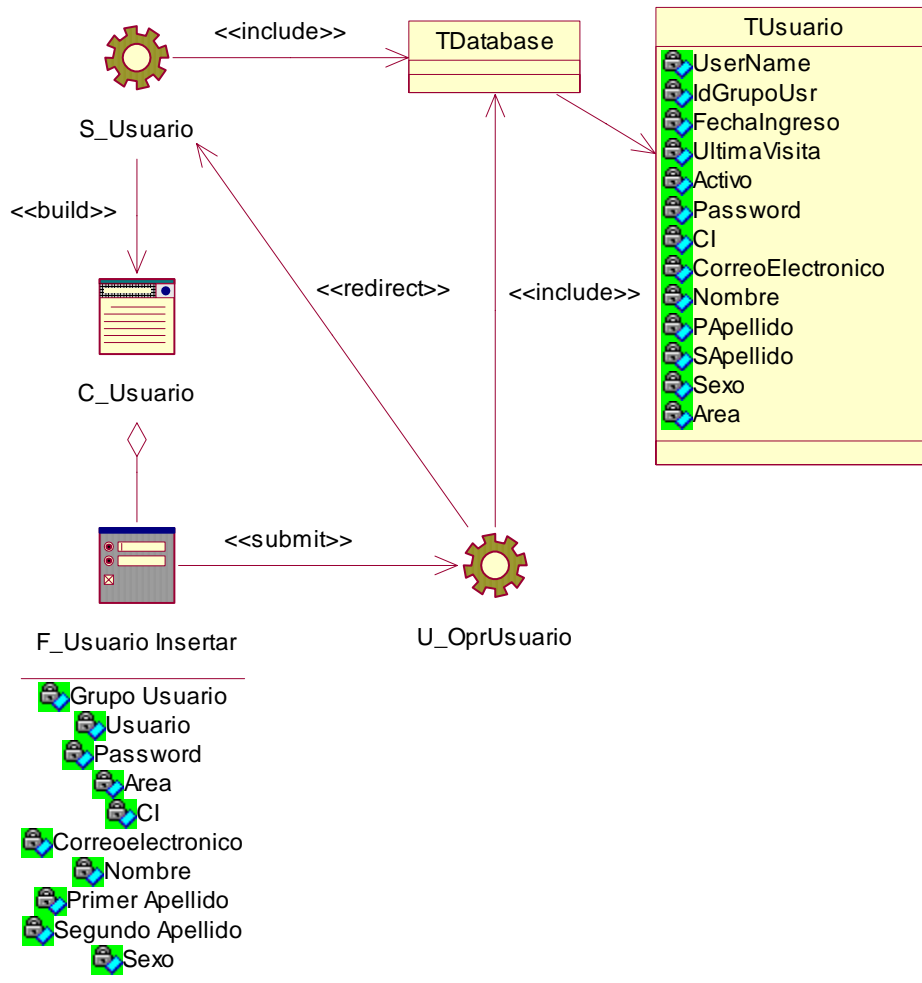 <<include>>
TDatabase
TUsuario
UserName
IdGrupoUsr
FechaIngreso
UltimaVisita
Activo
Password
CI
CorreoElectronico
Nombre
PApellido
SApellido
Sexo
Area
S_Usuario
<<build>>
<<redirect>>
<<include>>
C_Usuario
<<submit>>
F_Usuario Insertar
U_OprUsuario
Grupo Usuario
Usuario
Password
Area
CI
Correoelectronico
Nombre
Primer Apellido
Segundo Apellido
Sexo